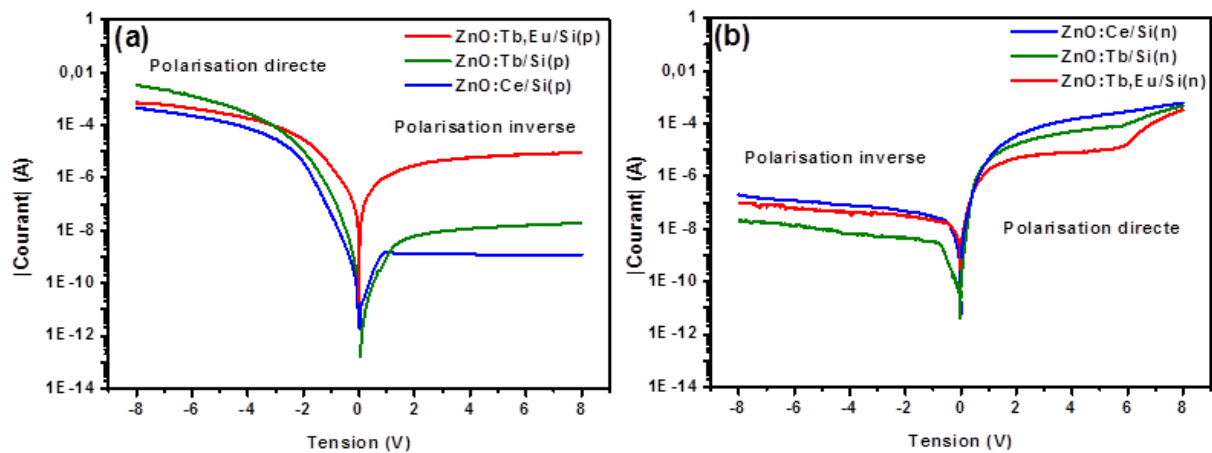 (a)
ZnO:Tb,Eu/Si(p)
ZnO:Tb/Si(p)
ZnO:Ce/Si(p)
Polarisation directe
Polarisation inverse
|Courant| (A)
1
0,01
1E-4
1E-6
1E-8
1E-10
1E-12
1E-14
-8 -6 -4 -2 0 2 4 6 8
Tension (V)
(b)
ZnO:Ce/Si(n)
ZnO:Tb/Si(n)
ZnO:Tb,Eu/Si(n)
Polarisation inverse
Polarisation directe
|Courant| (A)
1
0,01
1E-4
1E-6
1E-8
1E-10
1E-12
1E-14
-8 -6 -4 -2 0 2 4 6 8
Tension (V)